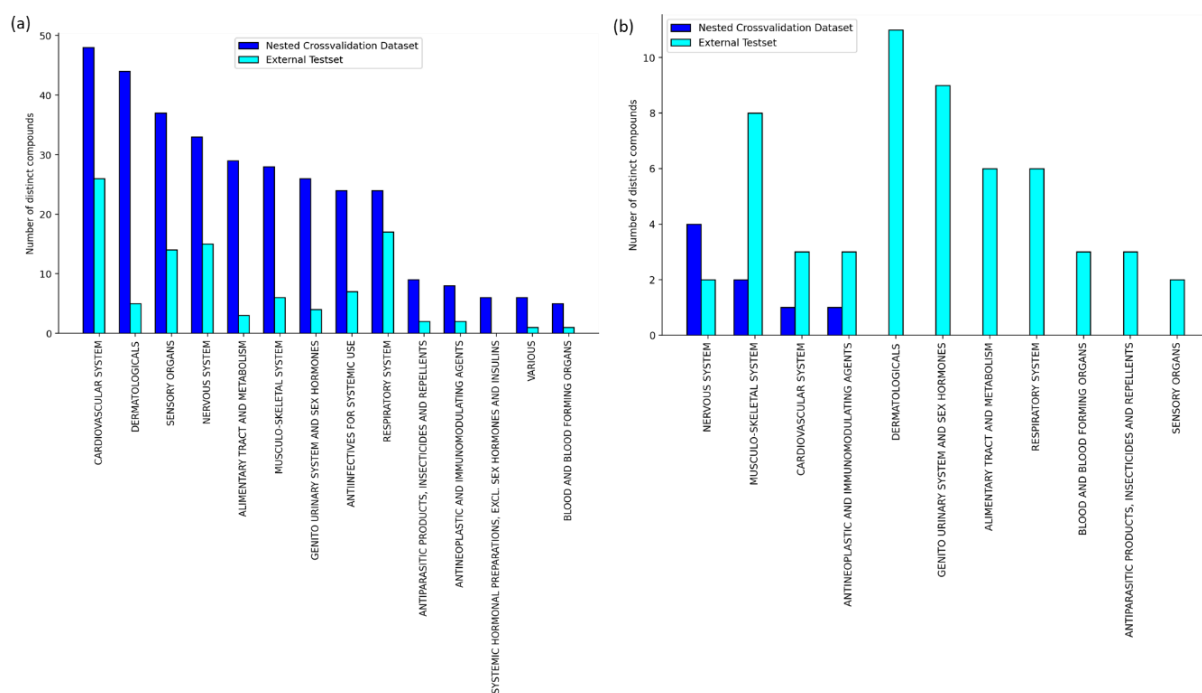 (a)
50
40
30
20
10
0
Number of distinct compounds
Nested Crossvalidation Dataset
External Testset
CARDIOVASCULAR SYSTEM
DERMATOLOGICALS
SENSORY ORGANS
NERVOUS SYSTEM
ALIMENTARY TRACT AND METABOLISM
MUSCULO-SKELETAL SYSTEM
GENITO URINARY SYSTEM AND SEX HORMONES
ANTIINFECTIVES FOR SYSTEMIC USE
RESPIRATORY SYSTEM
ANTIPARASITIC PRODUCTS, INSECTICIDES AND REPELLENTS
ANTINEOPLASTIC AND IMMUNOMODULATING AGENTS
SYSTEMIC HORMONAL PREPARATIONS, EXCL. SEX HORMONES AND INSULINS
VARIOUS
BLOOD AND BLOOD FORMING ORGANS
(b)
10
8
6
4
2
0
Number of distinct compounds
Nested Crossvalidation Dataset
External Testset
NERVOUS SYSTEM
MUSCULO-SKELETAL SYSTEM
CARDIOVASCULAR SYSTEM
ANTINEOPLASTIC AND IMMUNOMODULATING AGENTS
DERMATOLOGICALS
GENITO URINARY SYSTEM AND SEX HORMONES
ALIMENTARY TRACT AND METABOLISM
RESPIRATORY SYSTEM
BLOOD AND BLOOD FORMING ORGANS
ANTIPARASITIC PRODUCTS, INSECTICIDES AND REPELLENTS
SENSORY ORGANS